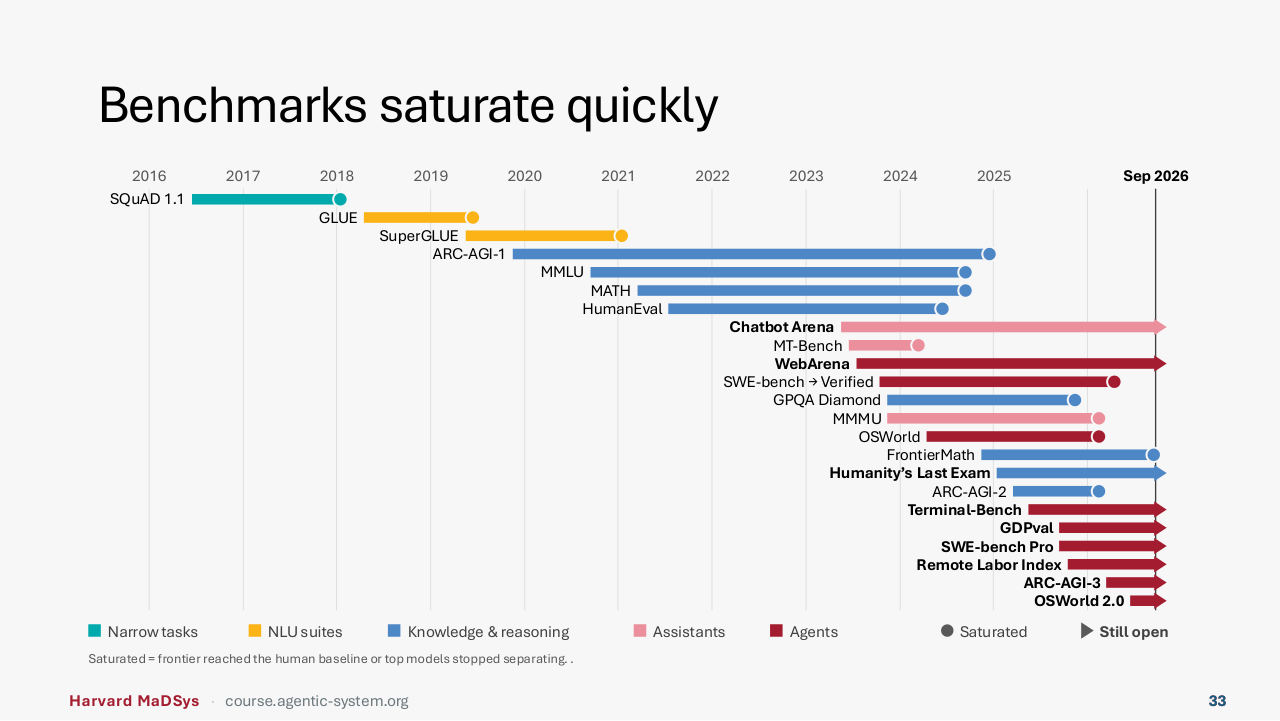 Benchmarks saturate quickly
2016 2017 2018 2019 2020 2021 2022 2023 2024 2025 Sep 2026
SQuAD 1.1
GLUE
SuperGLUE
ARC-AGI-1
MMLU
MATH
HumanEval
Chatbot Arena
MT-Bench
WebArena
SWE-bench → Verified
GPQA Diamond
MMMU
OSWorld
FrontierMath
Humanity’s Last Exam
ARC-AGI-2
Terminal-Bench
GDPval
SWE-bench Pro
Remote Labor Index
ARC-AGI-3
OSWorld 2.0
Narrow tasks NLU suites Knowledge & reasoning Assistants Agents Saturated Still open
Saturated = frontier reached the human baseline or top models stopped separating. .
Harvard MaDSys · course.agentic-system.org 33